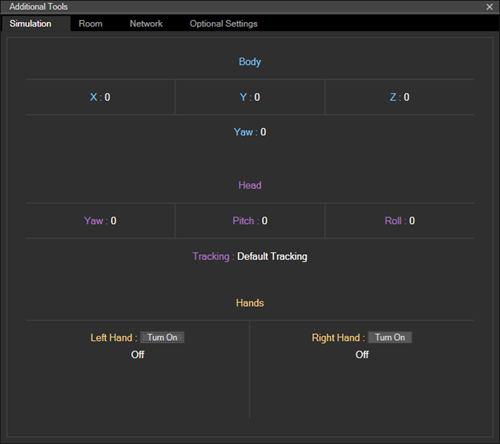 Additional Tools
Simulation Room Network Optional Settings
Body
X : 0 Y : 0 Z : 0
Yaw : 0
Head
Yaw : 0 Pitch : 0 Roll : 0
Tracking : Default Tracking
Hands
Left Hand : Turn On Right Hand : Turn On
Off Off